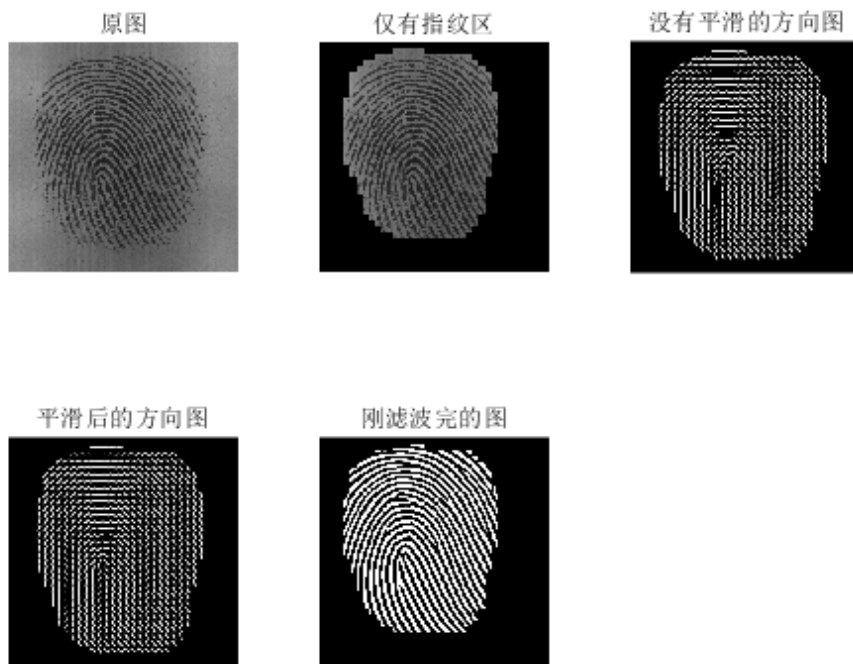 原图
仅有指纹区
没有平滑的方向图
平滑后的方向图
刚滤波完的图